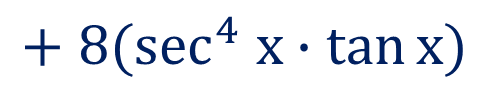 + 8(sec⁴ x · tan x)